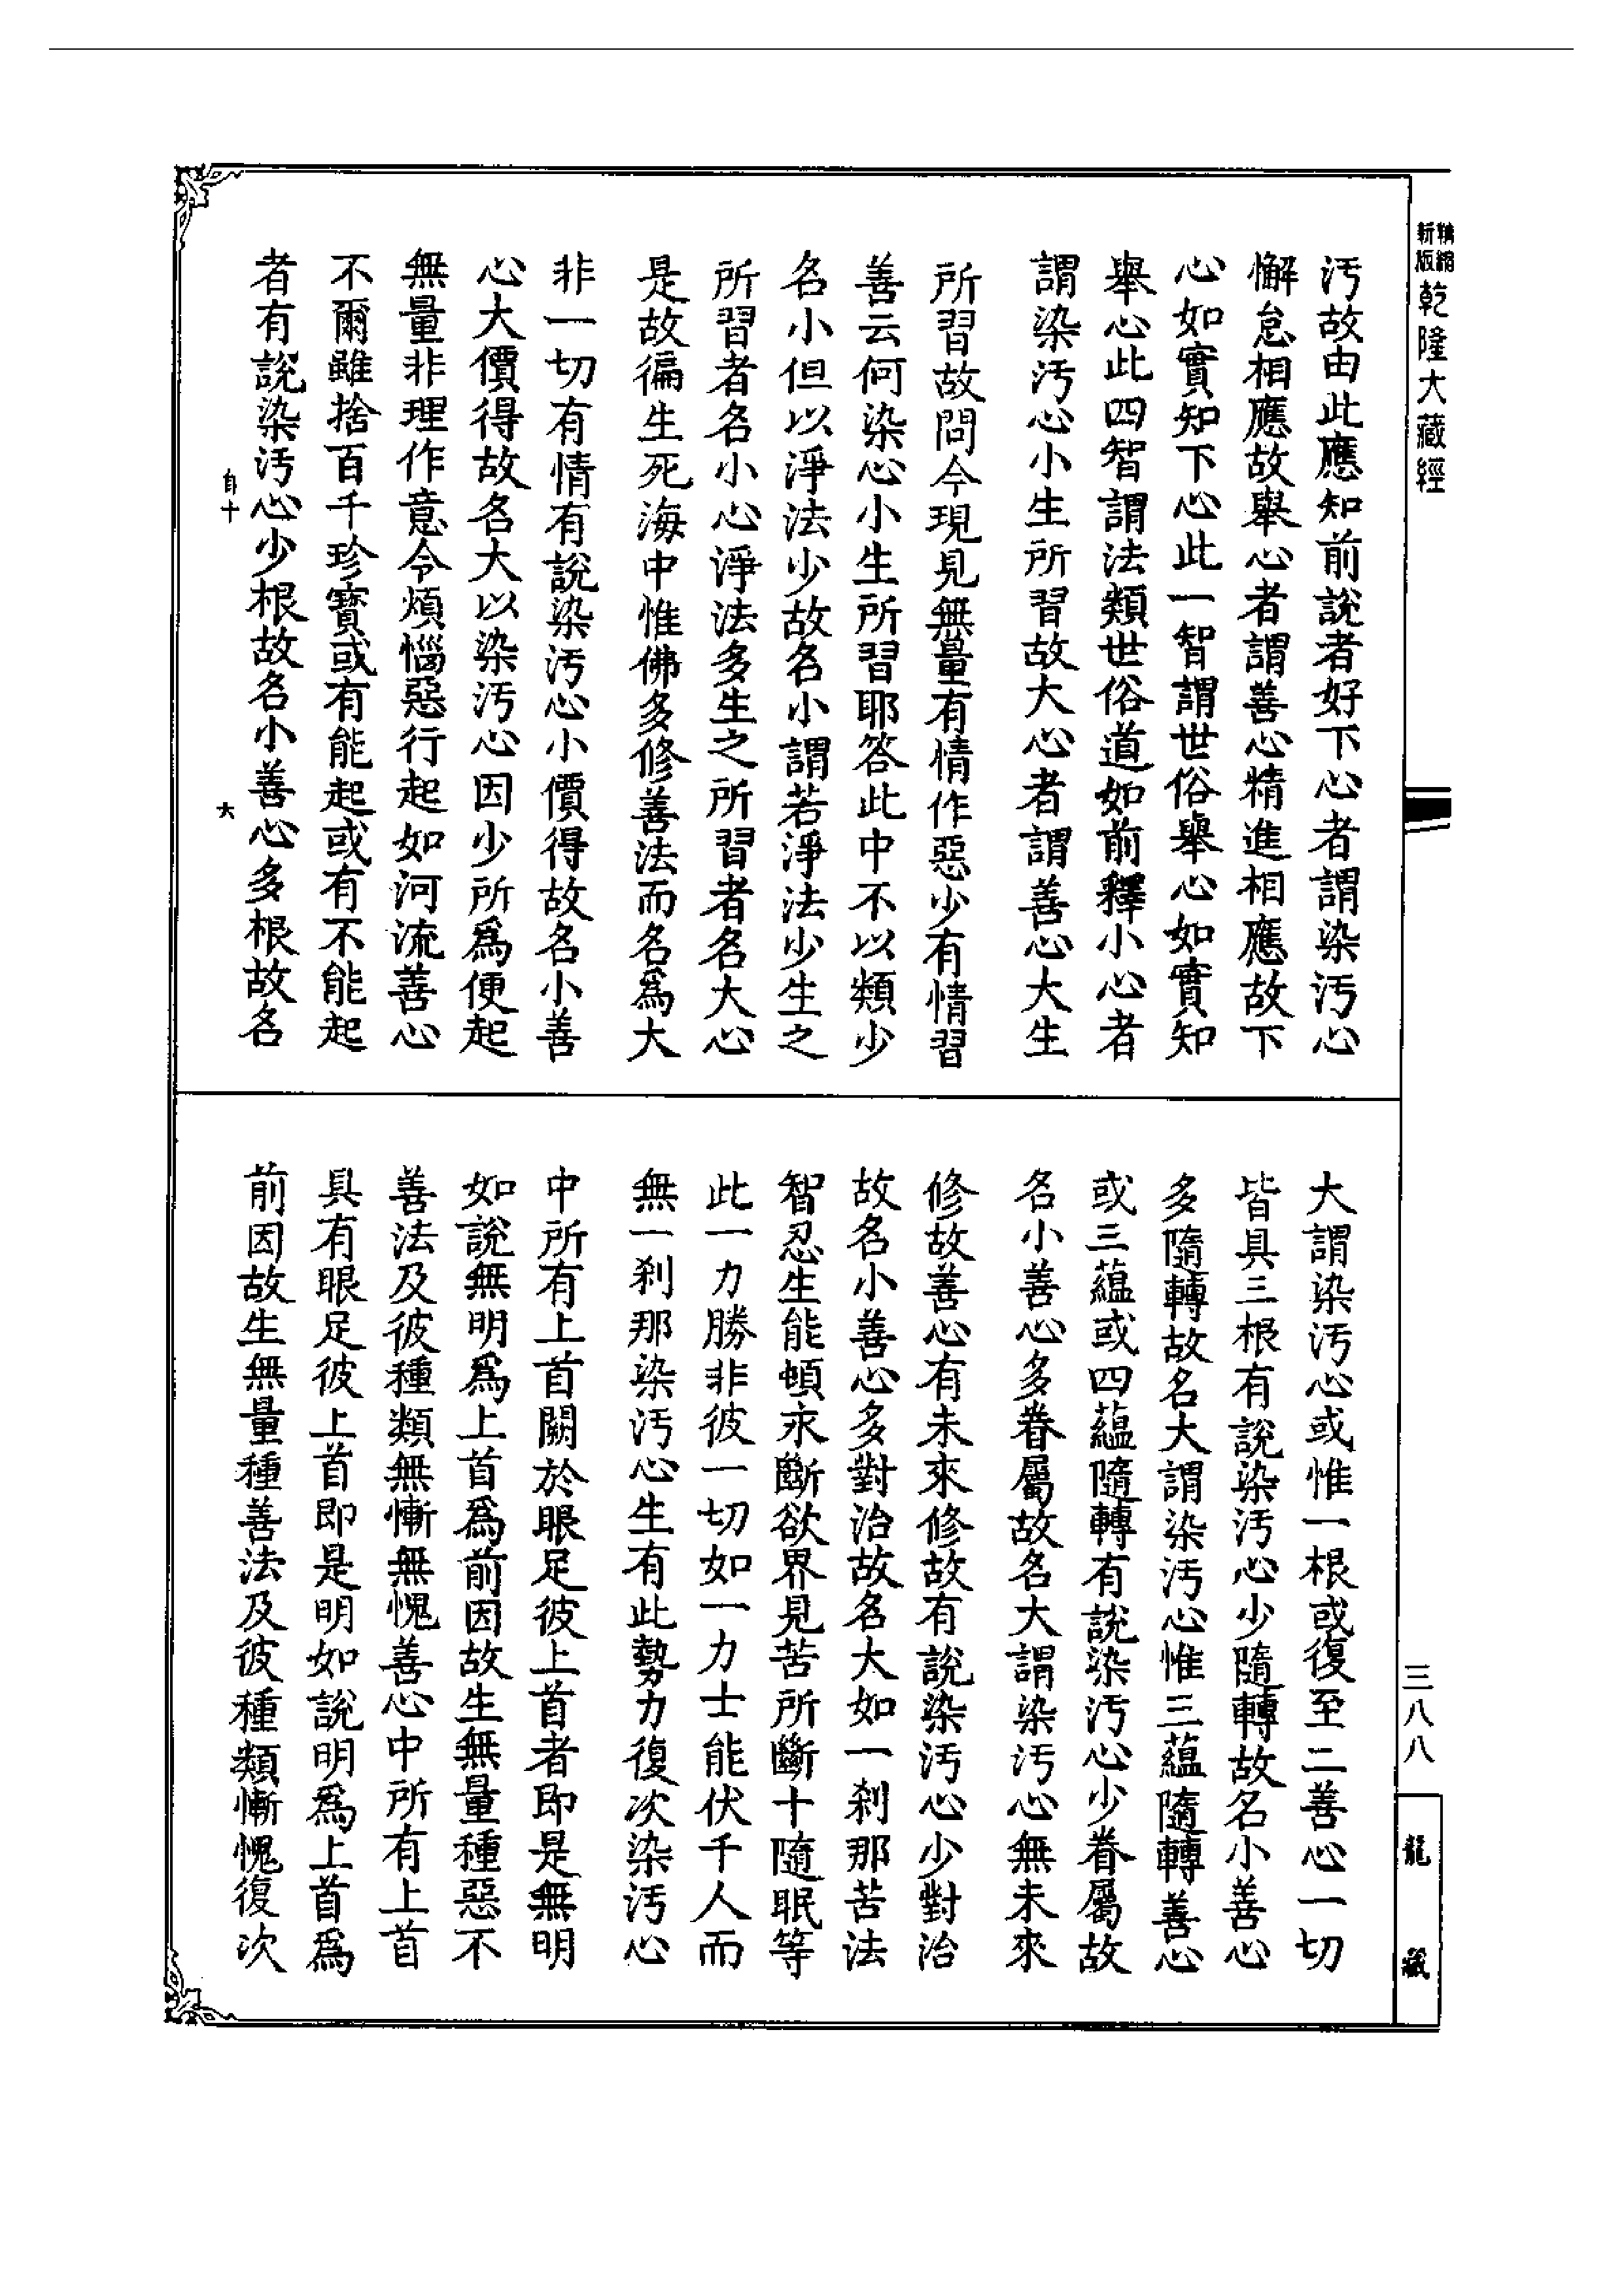 精縮新版乾隆大藏經
汚故由此應知前說者好下心者謂染汚心
懈怠相應故舉心者謂善心精進相應故下
心如實知下心此一智謂世俗舉心如實知
舉心此四智謂法類世俗道如前釋小心者
謂染汚心小生所習故大心者謂善心大生
所習故問今現見無量有情作惡少有情習
善云何染心小生所習耶答此中不以類少
名小但以淨法少故名小謂若淨法少生之
所習者名小心淨法多生之所習者名大心
是故徧生死海中惟佛多修善法而名爲大
非一切有情有說染汚心小價得故名小善
心大價得故名大以染汚心因少所爲便起
無量非理作意令煩惱惡行起如河流善心
不爾雖捨百千珍寳或有能起或有不能起
者有說染汚心少根故名小善心多根故名
自十 六
大謂染汚心或惟一根或復至二善心一切
皆具三根有說染汚心少隨轉故名小善心
多隨轉故名大謂染汚心惟三蘊隨轉善心
或三蘊或四蘊隨轉有說染汚心少眷屬故
名小善心多眷屬故名大謂染汚心無未來
修故善心有未來修故有說染汚心少對治
故名小善心多對治故名大如一刹那苦法
智忍生能頓永斷欲界見苦所斷十隨眠等
此一力勝非彼一切如一力士能伏千人而
無一刹那染汚心生有此勢力復次染汚心
中所有上首闕於眼足彼上首者即是無明
如說無明爲上首爲前因故生無量種惡不
善法及彼種類無慚無愧善心中所有上首
具有眼足彼上首即是明如說明爲上首爲
前因故生無量種善法及彼種類慚愧復次
三八八
龍藏